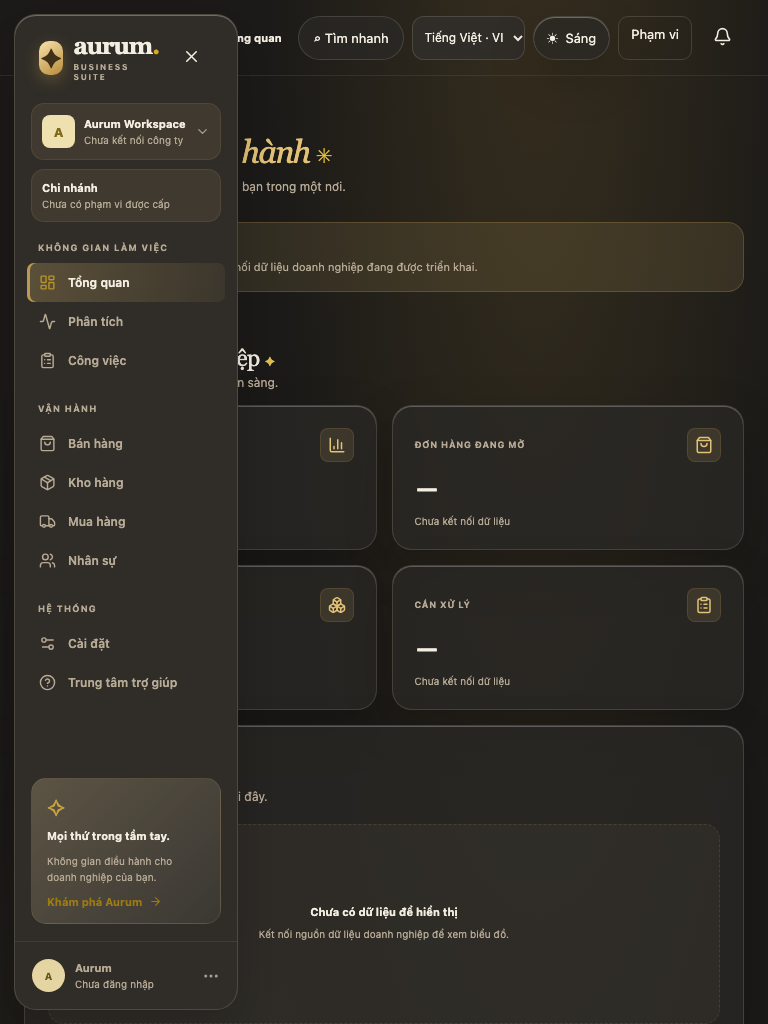 aurum.
BUSINESS
SUITE
A
Aurum Workspace
Chưa kết nối công ty
Chi nhánh
Chưa có phạm vi được cấp
KHÔNG GIAN LÀM VIỆC
Tổng quan
Phân tích
Công việc
VẬN HÀNH
Bán hàng
Kho hàng
Mua hàng
Nhân sự
HỆ THỐNG
Cài đặt
Trung tâm trợ giúp
Mọi thứ trong tầm tay.
Không gian điều hành cho
doanh nghiệp của bạn.
Khám phá Aurum →
A
Aurum
Chưa đăng nhập
quan
Tìm nhanh
Tiếng Việt · VI
Sáng
Phạm vi
hành
bạn trong một nơi.
dữ liệu doanh nghiệp đang được triển khai.
sàng.
ĐƠN HÀNG ĐANG MỞ
—
Chưa kết nối dữ liệu
CẦN XỬ LÝ
—
Chưa kết nối dữ liệu
đây.
Chưa có dữ liệu để hiển thị
Kết nối nguồn dữ liệu doanh nghiệp để xem biểu đồ.